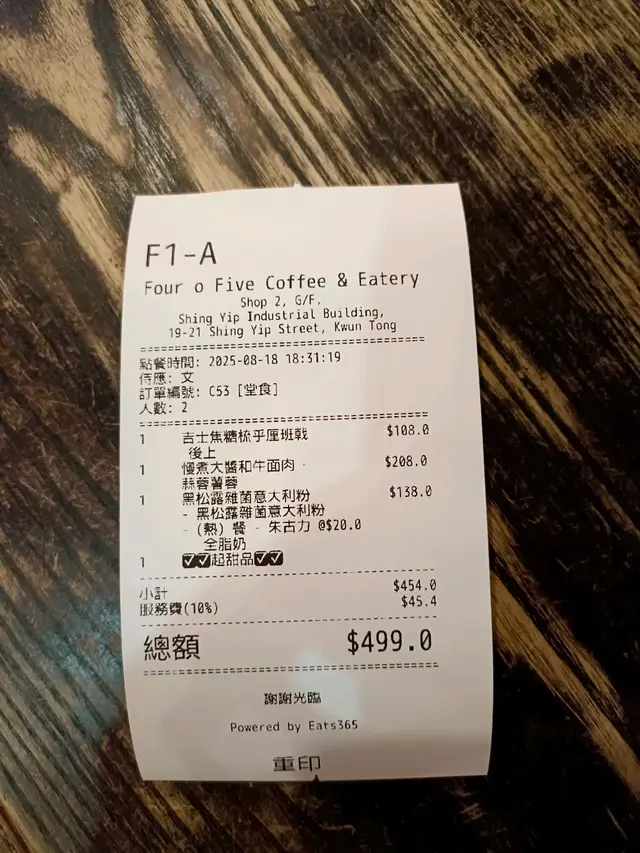 F1-A
Four o Five Coffee & Eatery
Shop 2, G/F,
Shing Yip Industrial Building,
19-21 Shing Yip Street, Kwun Tong
點餐時間: 2025-08-18 18:31:19
侍應: 文
訂單編號: C53 [堂食]
人數: 2
1 吉士焦糖梳乎厘班戟 $108.0
後上
1 慢煮大醬和牛面肉 · $208.0
蒜蓉薯蓉
1 黑松露雜菌意大利粉 $138.0
- 黑松露雜菌意大利粉
- (熱) 餐 - 朱古力 @$20.0
全脂奶
1 ✅✅起甜品✅✅
小計 $454.0
服務費(10%) $45.4
總額 $499.0
謝謝光臨
Powered by Eats365
重印